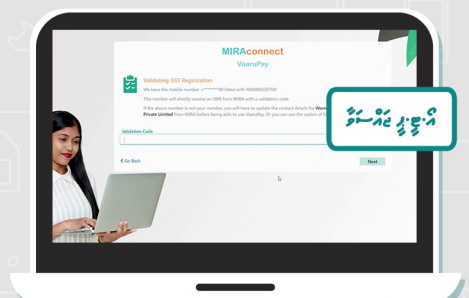 MIRAconnect
VaaruPay
Validating GST Registration
We have the mobile number
listed with
This number will shortly receive an SMS from MIRA with a validation code
If the above number is not your number, you will have to update the contact details for
Private Limited from MIRA before being able to use VaaruPay. Or you can use the option of
Validation Code
Go Back
Next
އޯ.ޓީ.ޕީ ޖައްސަވާ